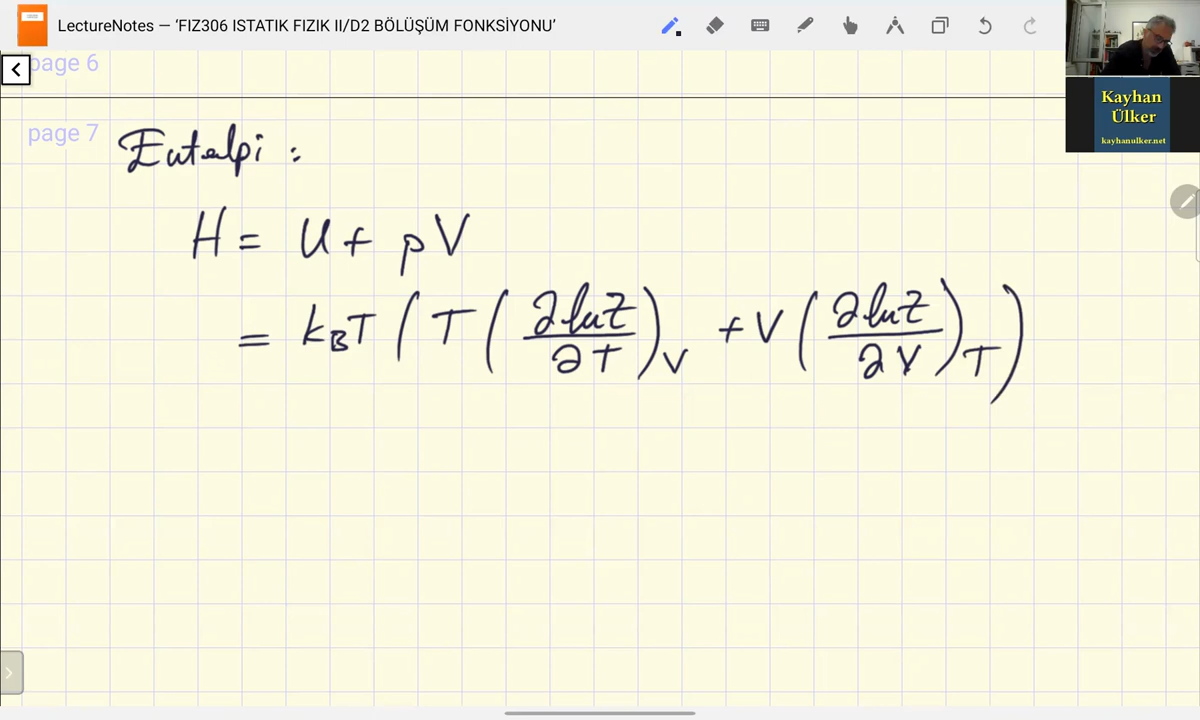 LectureNotes — ‘FIZ306 ISTATIK FIZIK II/D2 BÖLÜŞÜM FONKSİYONU’
page 6
Kayhan
Ülker
kayhanulker.net
page 7
Entalpi :
H = U + pV
= k_B T ( T ( ∂lnZ / ∂T )_V + V ( ∂lnZ / ∂V )_T )